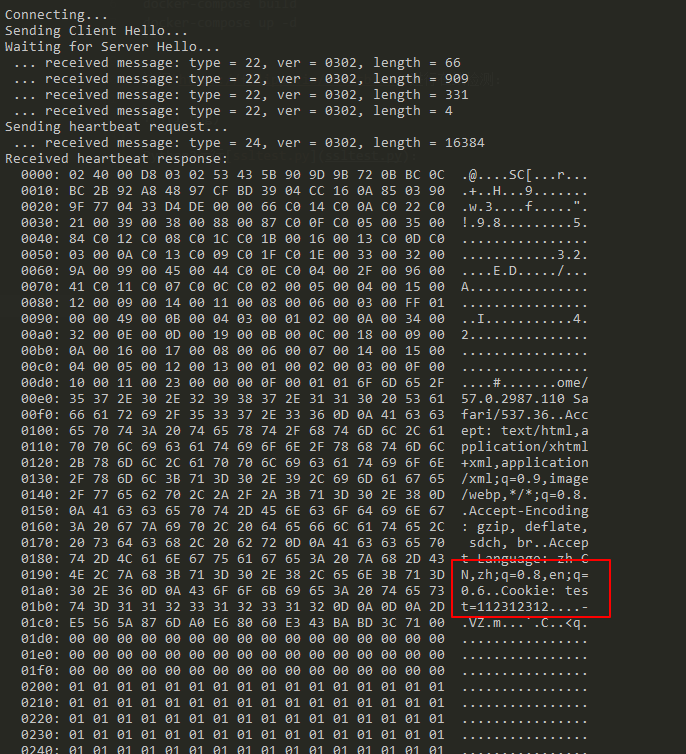 Connecting...
Sending Client Hello...
Waiting for Server Hello...
 ... received message: type = 22, ver = 0302, length = 66
 ... received message: type = 22, ver = 0302, length = 909
 ... received message: type = 22, ver = 0302, length = 331
 ... received message: type = 22, ver = 0302, length = 4
Sending heartbeat request...
 ... received message: type = 24, ver = 0302, length = 16384
Received heartbeat response:
  0000: 02 40 00 D8 03 02 53 43 5B 90 9D 9B 72 0B BC 0C  .@....SC[...r...
  0010: BC 2B 92 A8 48 97 CF BD 39 04 CC 16 0A 85 03 90  .+..H...9.......
  0020: 9F 77 04 33 D4 DE 00 00 66 C0 14 C0 0A C0 22 C0  .w.3....f.....".
  0030: 21 00 39 00 38 00 88 00 87 C0 0F C0 05 00 35 00  !.9.8.........5.
  0040: 84 C0 12 C0 08 C0 1C C0 1B 00 16 00 13 C0 0D C0  ................
  0050: 03 00 0A C0 13 C0 09 C0 1F C0 1E 00 33 00 32 00  ............3.2.
  0060: 9A 00 99 00 45 00 44 C0 0E C0 04 00 2F 00 96 00  ....E.D...../...
  0070: 41 C0 11 C0 07 C0 0C C0 02 00 05 00 04 00 15 00  A...............
  0080: 12 00 09 00 14 00 11 00 08 00 06 00 03 00 FF 01  ................
  0090: 00 00 49 00 0B 00 04 03 00 01 02 00 0A 00 34 00  ..I...........4.
  00a0: 32 00 0E 00 0D 00 19 00 0B 00 0C 00 18 00 09 00  2...............
  00b0: 0A 00 16 00 17 00 08 00 06 00 07 00 14 00 15 00  ................
  00c0: 04 00 05 00 12 00 13 00 01 00 02 00 03 00 0F 00  ................
  00d0: 10 00 11 00 23 00 00 00 0F 00 01 01 6F 6D 65 2F  ....#.......ome/
  00e0: 35 37 2E 30 2E 32 39 38 37 2E 31 31 30 20 53 61  57.0.2987.110 Sa
  00f0: 66 61 72 69 2F 35 33 37 2E 33 36 0D 0A 41 63 63  fari/537.36..Acc
  0100: 65 70 74 3A 20 74 65 78 74 2F 68 74 6D 6C 2C 61  ept: text/html,a
  0110: 70 70 6C 69 63 61 74 69 6F 6E 2F 78 68 74 6D 6C  pplication/xhtml
  0120: 2B 78 6D 6C 2C 61 70 70 6C 69 63 61 74 69 6F 6E  +xml,application
  0130: 2F 78 6D 6C 3B 71 3D 30 2E 39 2C 69 6D 61 67 65  /xml;q=0.9,image
  0140: 2F 77 65 62 70 2C 2A 2F 2A 3B 71 3D 30 2E 38 0D  /webp,*/*;q=0.8.
  0150: 0A 41 63 63 65 70 74 2D 45 6E 63 6F 64 69 6E 67  .Accept-Encoding
  0160: 3A 20 67 7A 69 70 2C 20 64 65 66 6C 61 74 65 2C  : gzip, deflate,
  0170: 20 73 64 63 68 2C 20 62 72 0D 0A 41 63 63 65 70   sdch, br..Accep
  0180: 74 2D 4C 61 6E 67 75 61 67 65 3A 20 7A 68 2D 43  t-Language: zh-C
  0190: 4E 2C 7A 68 3B 71 3D 30 2E 38 2C 65 6E 3B 71 3D  N,zh;q=0.8,en;q=
  01a0: 30 2E 36 0D 0A 43 6F 6F 6B 69 65 3A 20 74 65 73  0.6..Cookie: tes
  01b0: 74 3D 31 31 32 33 31 32 33 31 32 0D 0A 0D 0A 2D  t=112312312....-
  01c0: E5 56 5A 87 6D A0 E6 80 60 E3 43 BA BD 3C 71 00  .VZ.m...`.C..<q.
  01d0: 00 00 00 00 00 00 00 00 00 00 00 00 00 00 00 00  ................
  01e0: 00 00 00 00 00 00 00 00 00 00 00 00 00 00 00 00  ................
  01f0: 00 00 00 00 00 00 00 00 00 00 00 00 00 00 00 00  ................
  0200: 01 01 01 01 01 01 01 01 01 01 01 01 01 01 01 01  ................
  0210: 01 01 01 01 01 01 01 01 01 01 01 01 01 01 01 01  ................
  0220: 01 01 01 01 01 01 01 01 01 01 01 01 01 01 01 01  ................
  0230: 01 01 01 01 01 01 01 01 01 01 01 01 01 01 01 01  ................
  0240: 01 01 01 01 01 01 01 01 01 01 01 01 01 01 01 01  ................